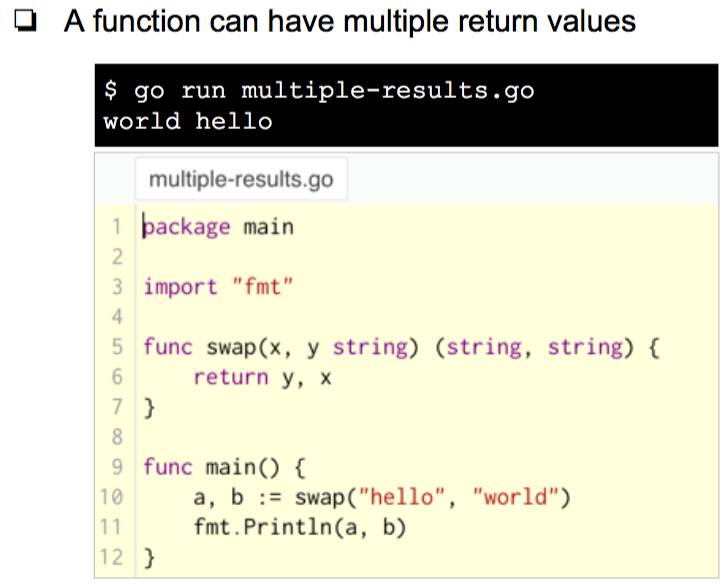 ❑ A function can have multiple return values
$ go run multiple-results.go
world hello
multiple-results.go
1 package main
2
3 import "fmt"
4
5 func swap(x, y string) (string, string) {
6     return y, x
7 }
8
9 func main() {
10     a, b := swap("hello", "world")
11     fmt.Println(a, b)
12 }